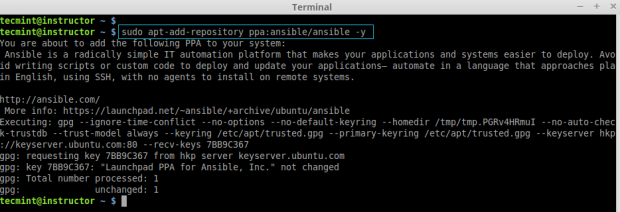 Terminal
tecmint@instructor ~ $
tecmint@instructor ~ $ sudo apt-add-repository ppa:ansible/ansible -y
You are about to add the following PPA to your system:
 Ansible is a radically simple IT automation platform that makes your applications and systems easier to deploy. Avo
id writing scripts or custom code to deploy and update your applications— automate in a language that approaches pla
in English, using SSH, with no agents to install on remote systems.

http://ansible.com/
 More info: https://launchpad.net/~ansible/+archive/ubuntu/ansible
Executing: gpg --ignore-time-conflict --no-options --no-default-keyring --homedir /tmp/tmp.PGRv4HRmuI --no-auto-chec
k-trustdb --trust-model always --keyring /etc/apt/trusted.gpg --primary-keyring /etc/apt/trusted.gpg --keyserver hkp
://keyserver.ubuntu.com:80 --recv-keys 7BB9C367
gpg: requesting key 7BB9C367 from hkp server keyserver.ubuntu.com
gpg: key 7BB9C367: "Launchpad PPA for Ansible, Inc." not changed
gpg: Total number processed: 1
gpg:              unchanged: 1
tecmint@instructor ~ $